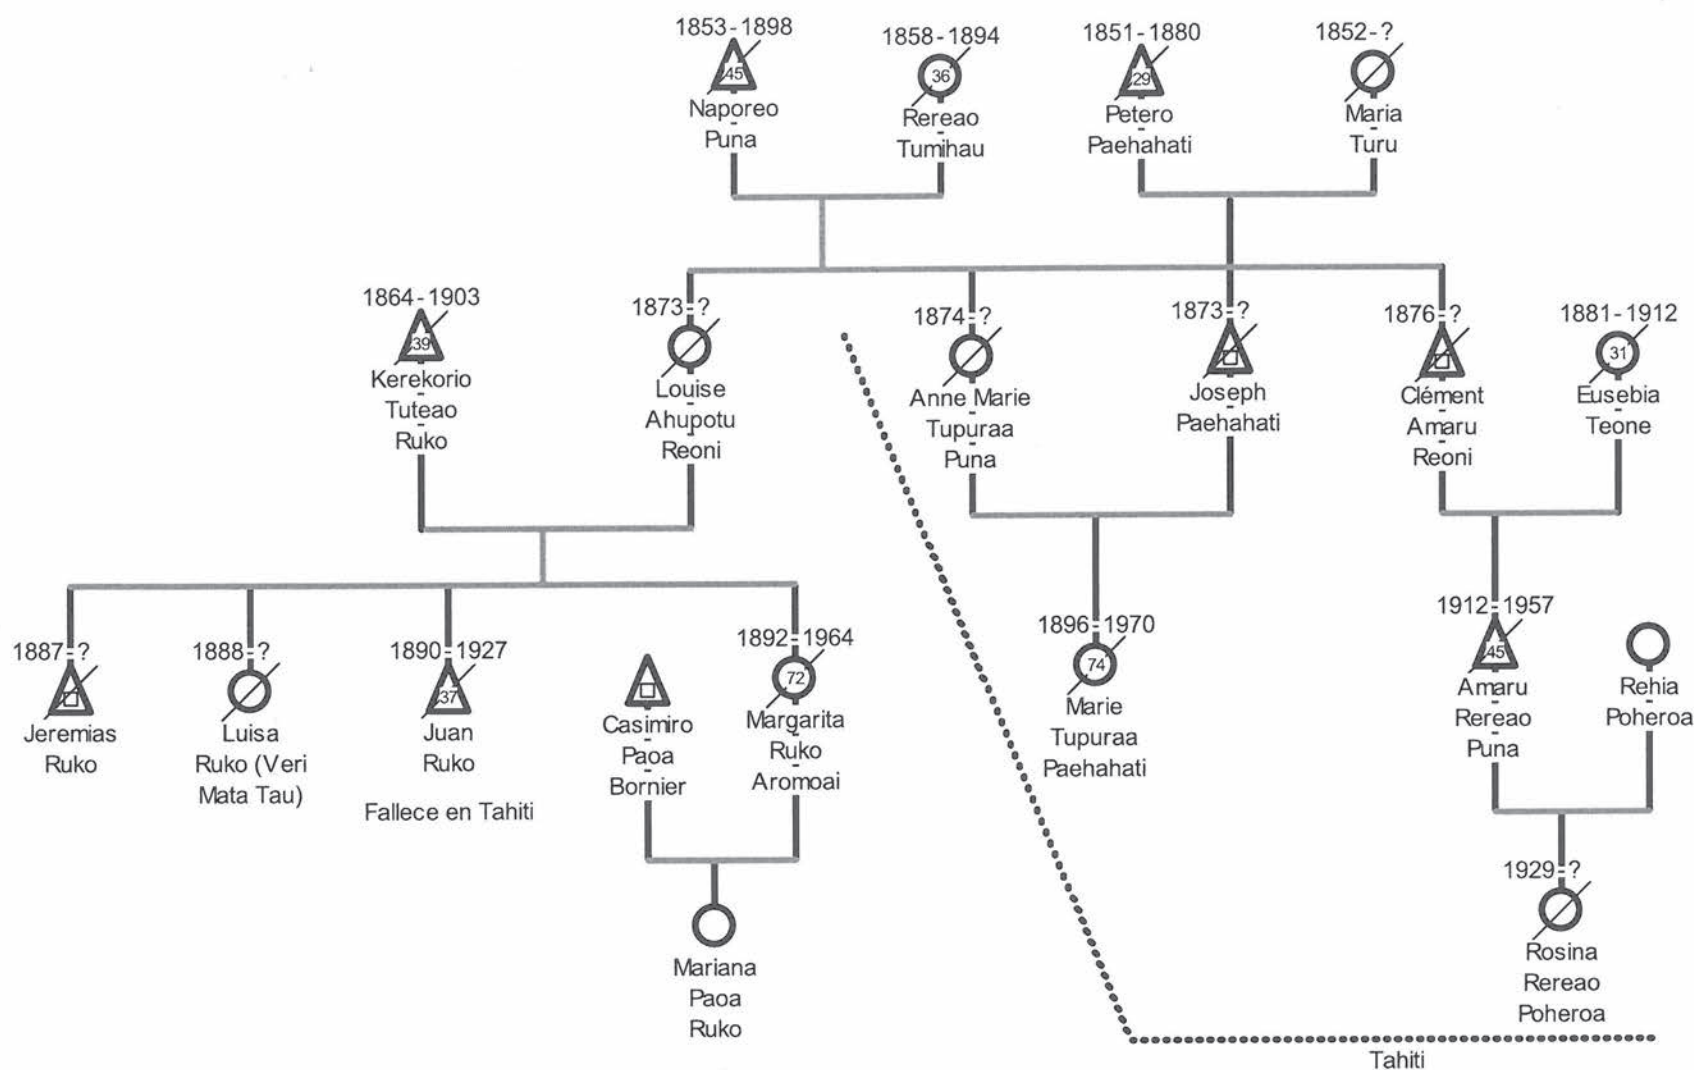 1853-1898
45
Naporeo
Puna
1858-1894
36
Rereao
Tumihau
1851-1880
29
Petero
Paehahati
1852-?
Maria
Turu
1864-1903
39
Kerekorio
Tuteao
Ruko
1873-?
Louise
Ahupotu
Reoni
1874-?
Anne Marie
Tupuraa
Puna
1873-?
Joseph
Paehahati
1876-?
Clément
Amaru
Reoni
1881-1912
31
Eusebia
Teone
1887-?
Jeremias
Ruko
1888-?
Luisa
Ruko (Veri
Mata Tau)
1890-1927
37
Juan
Ruko
Fallece en Tahiti
Casimiro
Paoa
Bornier
1892-1964
72
Margarita
Ruko
Aromoai
1896-1970
74
Marie
Tupuraa
Paehahati
1912-1957
45
Amaru
Rereao
Puna
Rehia
Poheroa
Mariana
Paoa
Ruko
1929-?
Rosina
Rereao
Poheroa
Tahiti